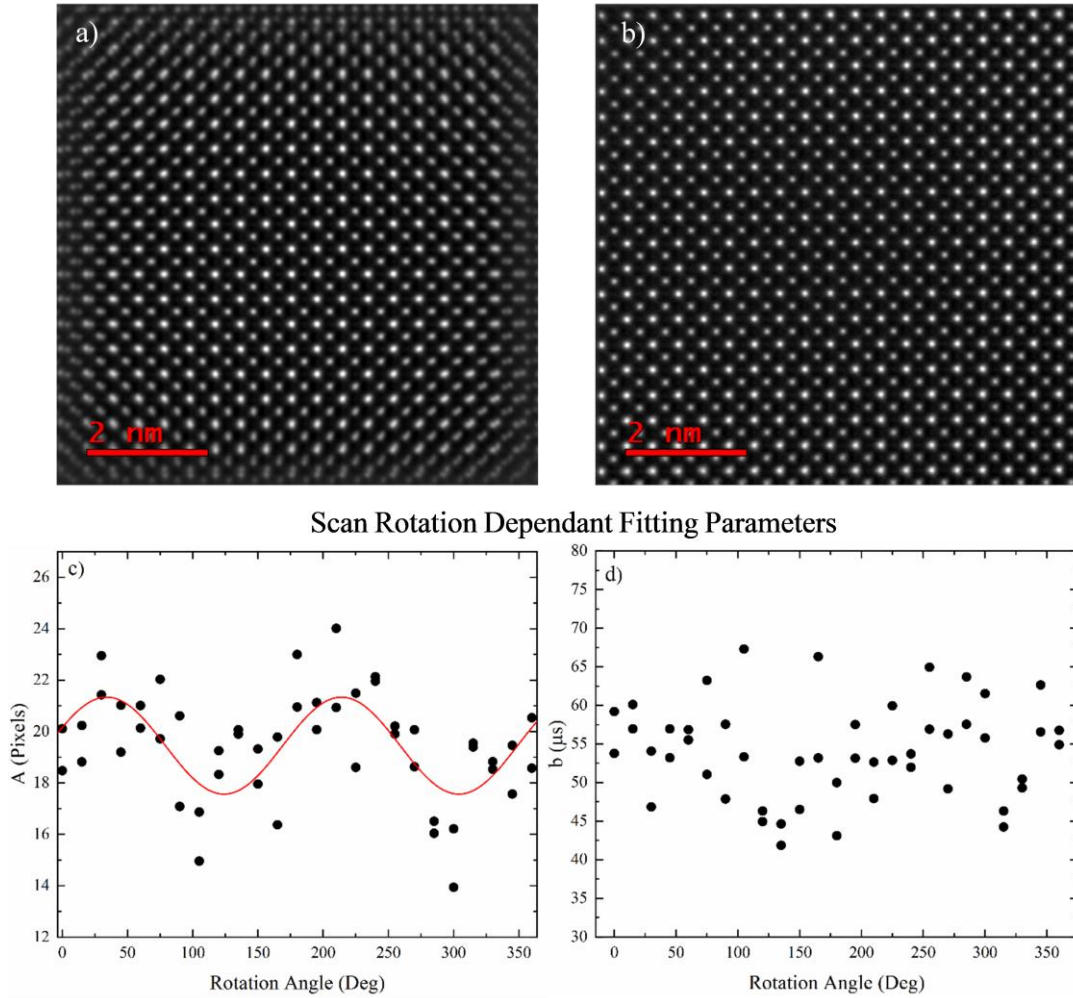 a)
b)
2 nm
2 nm
Scan Rotation Dependant Fitting Parameters
c)
d)
A (Pixels)
26
24
22
20
18
16
14
12
0 50 100 150 200 250 300 350
Rotation Angle (Deg)
b (µs)
80
75
70
65
60
55
50
45
40
35
30
0 50 100 150 200 250 300 350
Rotation Angle (Deg)